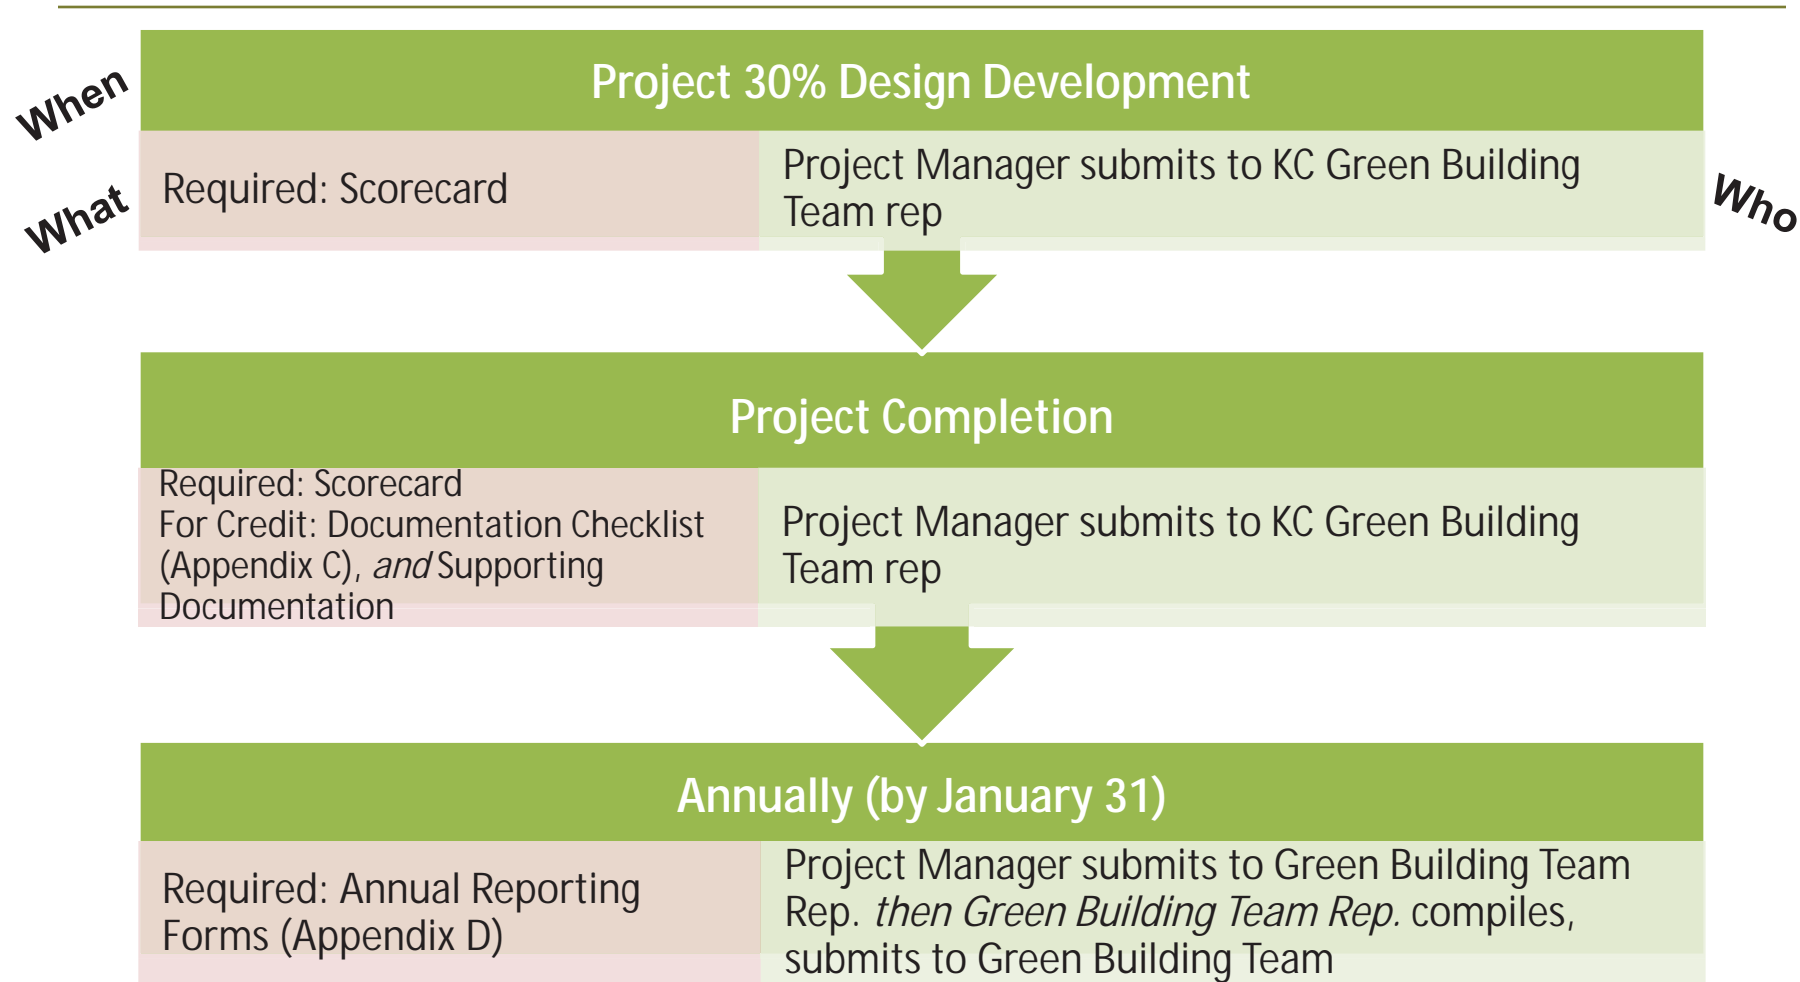 When
Project 30% Design Development
What
Required: Scorecard
Project Manager submits to KC Green Building
Team rep
Who
Project Completion
Required: Scorecard
For Credit: Documentation Checklist
(Appendix C), and Supporting
Documentation
Project Manager submits to KC Green Building
Team rep
Annually (by January 31)
Required: Annual Reporting
Forms (Appendix D)
Project Manager submits to Green Building Team
Rep. then Green Building Team Rep. compiles,
submits to Green Building Team